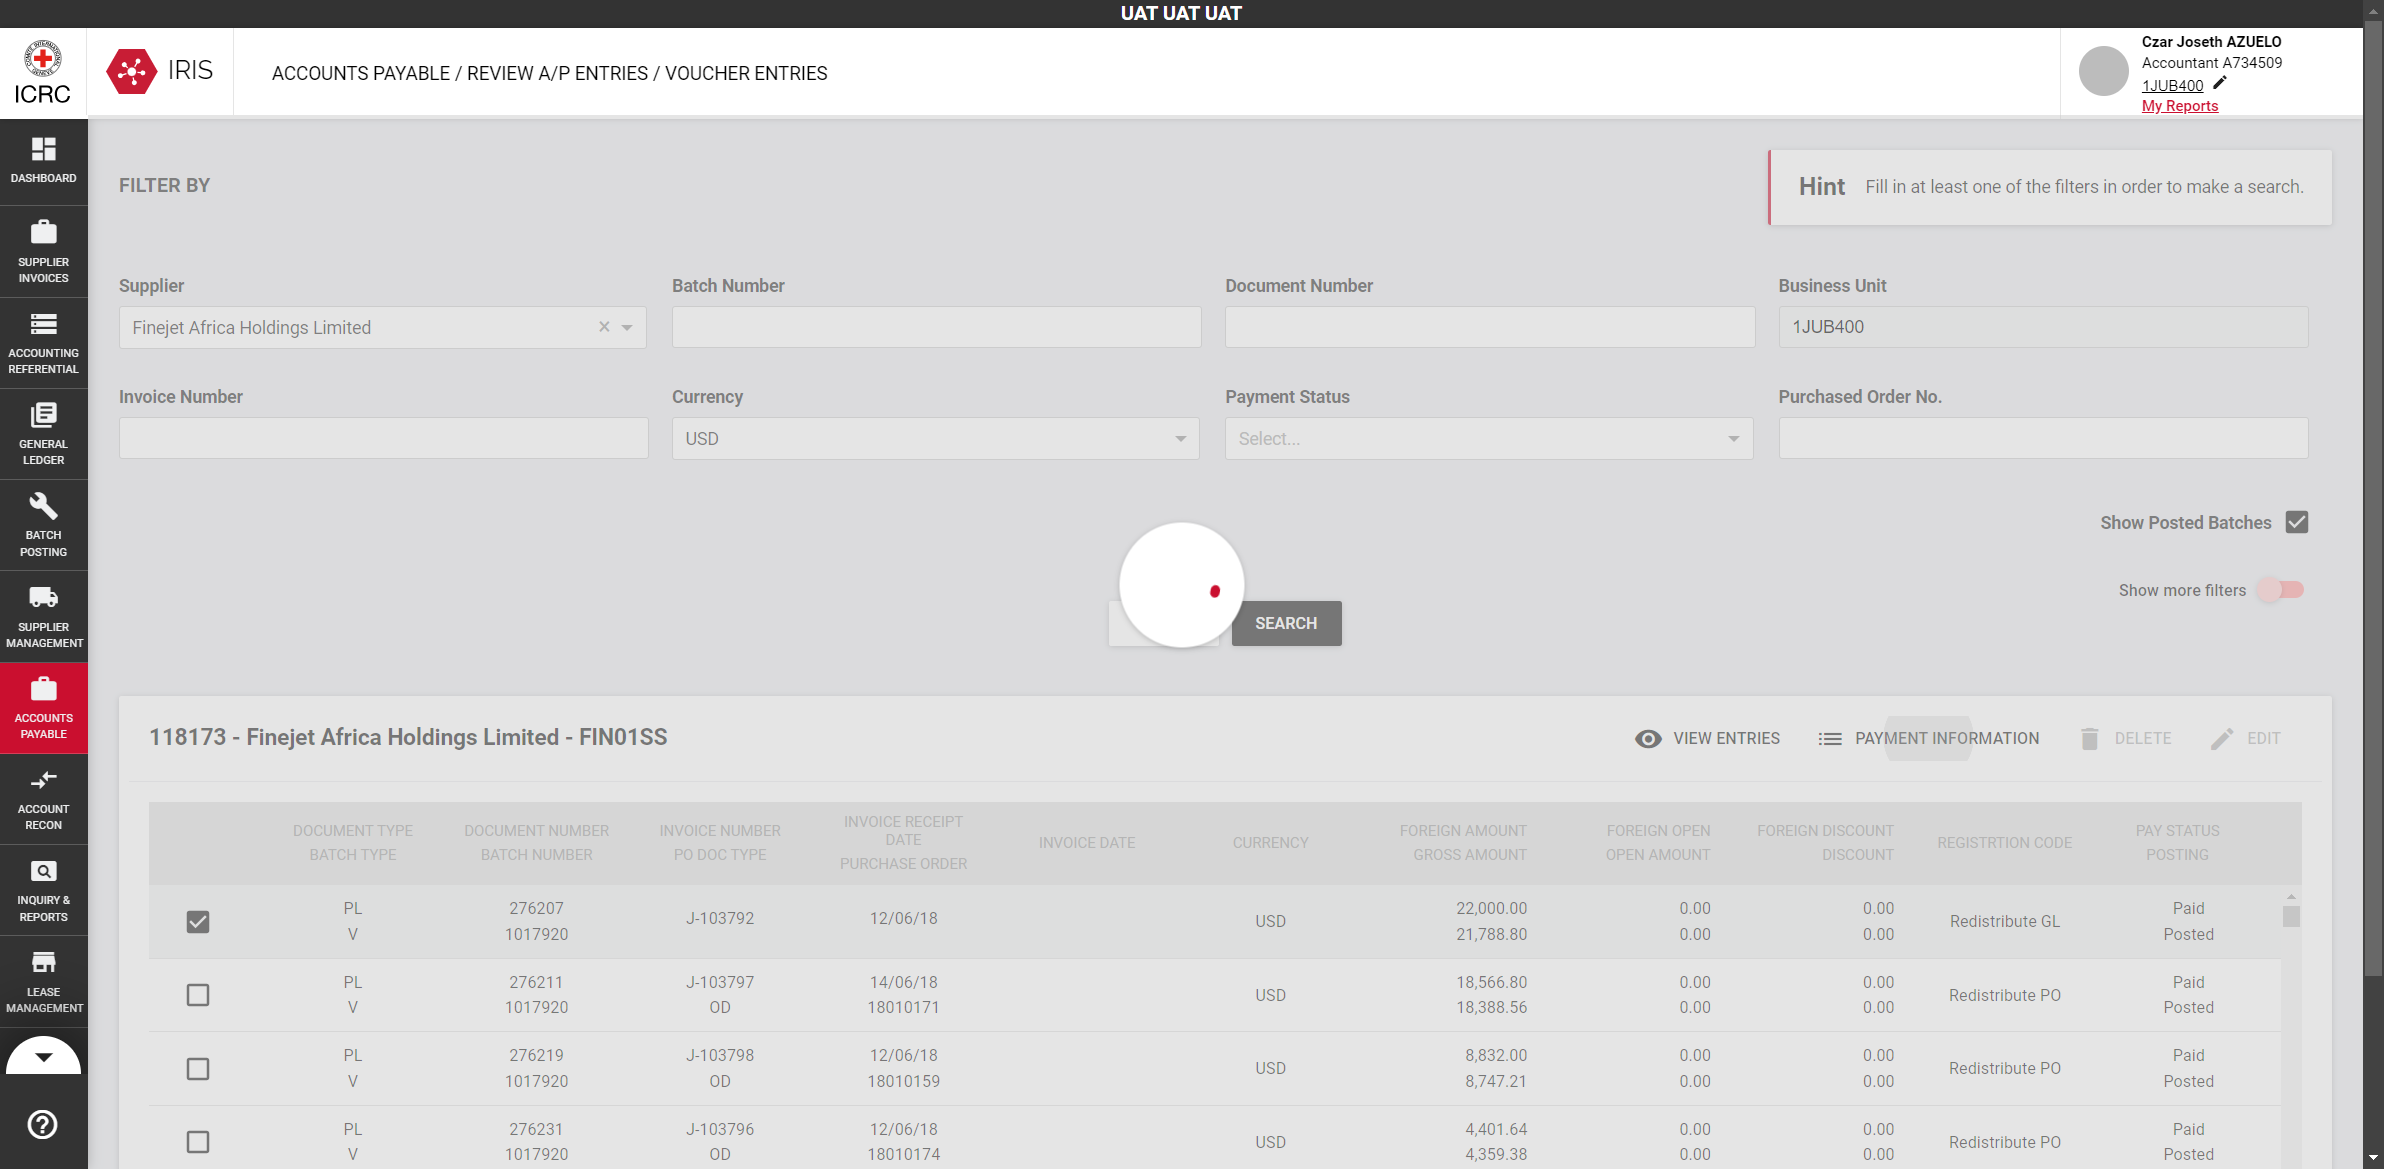 UAT UAT UAT
ICRC
IRIS
ACCOUNTS PAYABLE / REVIEW A/P ENTRIES / VOUCHER ENTRIES
Czar Joseth AZUELO
Accountant A734509
1JUB400
My Reports
DASHBOARD
SUPPLIER
INVOICES
ACCOUNTING
REFERENTIAL
GENERAL
LEDGER
BATCH
POSTING
SUPPLIER
MANAGEMENT
ACCOUNTS
PAYABLE
ACCOUNT
RECON
INQUIRY &
REPORTS
LEASE
MANAGEMENT
FILTER BY
Hint Fill in at least one of the filters in order to make a search.
Supplier Batch Number Document Number Business Unit
Finejet Africa Holdings Limited 1JUB400
Invoice Number Currency Payment Status Purchased Order No.
USD Select...
Show Posted Batches
Show more filters
SEARCH
118173 - Finejet Africa Holdings Limited - FIN01SS
VIEW ENTRIES PAYMENT INFORMATION DELETE EDIT
DOCUMENT TYPE
BATCH TYPE
DOCUMENT NUMBER
BATCH NUMBER
INVOICE NUMBER
PO DOC TYPE
INVOICE RECEIPT
DATE
PURCHASE ORDER
INVOICE DATE
CURRENCY
FOREIGN AMOUNT
GROSS AMOUNT
FOREIGN OPEN
OPEN AMOUNT
FOREIGN DISCOUNT
DISCOUNT
REGISTRTION CODE
PAY STATUS
POSTING
PL 276207 J-103792 12/06/18 USD 22,000.00 0.00 0.00 Redistribute GL Paid
V 1017920 21,788.80 0.00 0.00 Posted
PL 276211 J-103797 14/06/18 USD 18,566.80 0.00 0.00 Redistribute PO Paid
V 1017920 OD 18010171 18,388.56 0.00 0.00 Posted
PL 276219 J-103798 12/06/18 USD 8,832.00 0.00 0.00 Redistribute PO Paid
V 1017920 OD 18010159 8,747.21 0.00 0.00 Posted
PL 276231 J-103796 12/06/18 USD 4,401.64 0.00 0.00 Redistribute PO Paid
V 1017920 OD 18010174 4,359.38 0.00 0.00 Posted